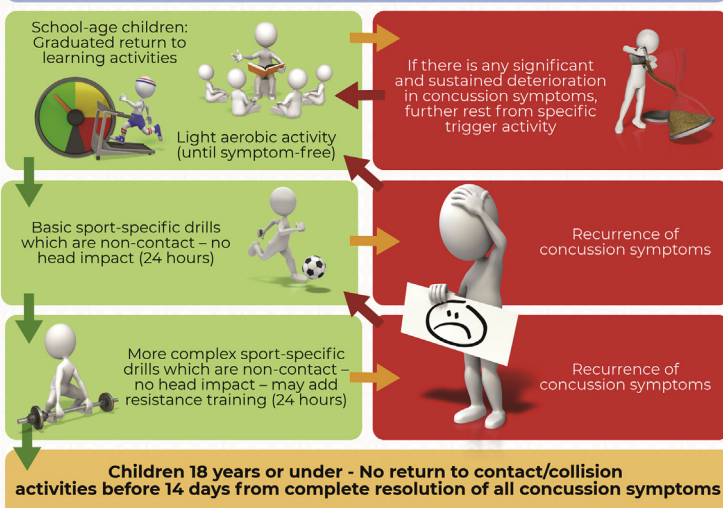 School-age children:
Graduated return to
learning activities
Light aerobic activity
(until symptom-free)
If there is any significant
and sustained deterioration
in concussion symptoms,
further rest from specific
trigger activity
Basic sport-specific drills
which are non-contact – no
head impact (24 hours)
Recurrence of
concussion symptoms
More complex sport-specific
drills which are non-contact –
no head impact – may add
resistance training (24 hours)
Recurrence of
concussion symptoms
Children 18 years or under - No return to contact/collision
activities before 14 days from complete resolution of all concussion symptoms